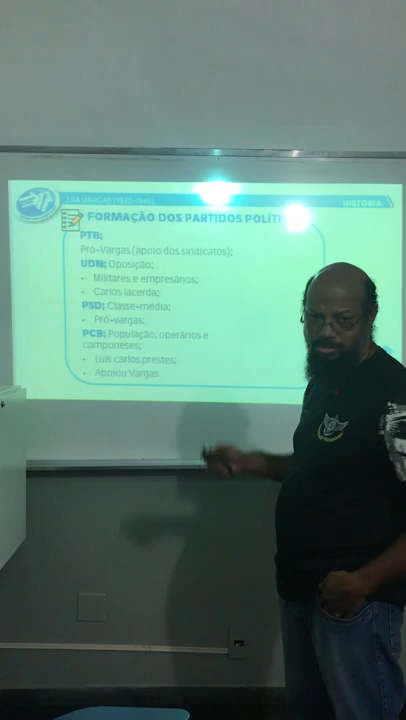 ERA VARGAS (1930-1945)
HISTÓRIA
FORMAÇÃO DOS PARTIDOS POLÍTI
PTB;
Pró-Vargas (apoio dos sindicatos);
UDN; Oposição;
• Militares e empresários;
• Carlos lacerda;
PSD; Classe-média;
• Pró-vargas;
PCB; População, operários e
camponeses;
• Luis carlos prestes;
• Apoiou Vargas